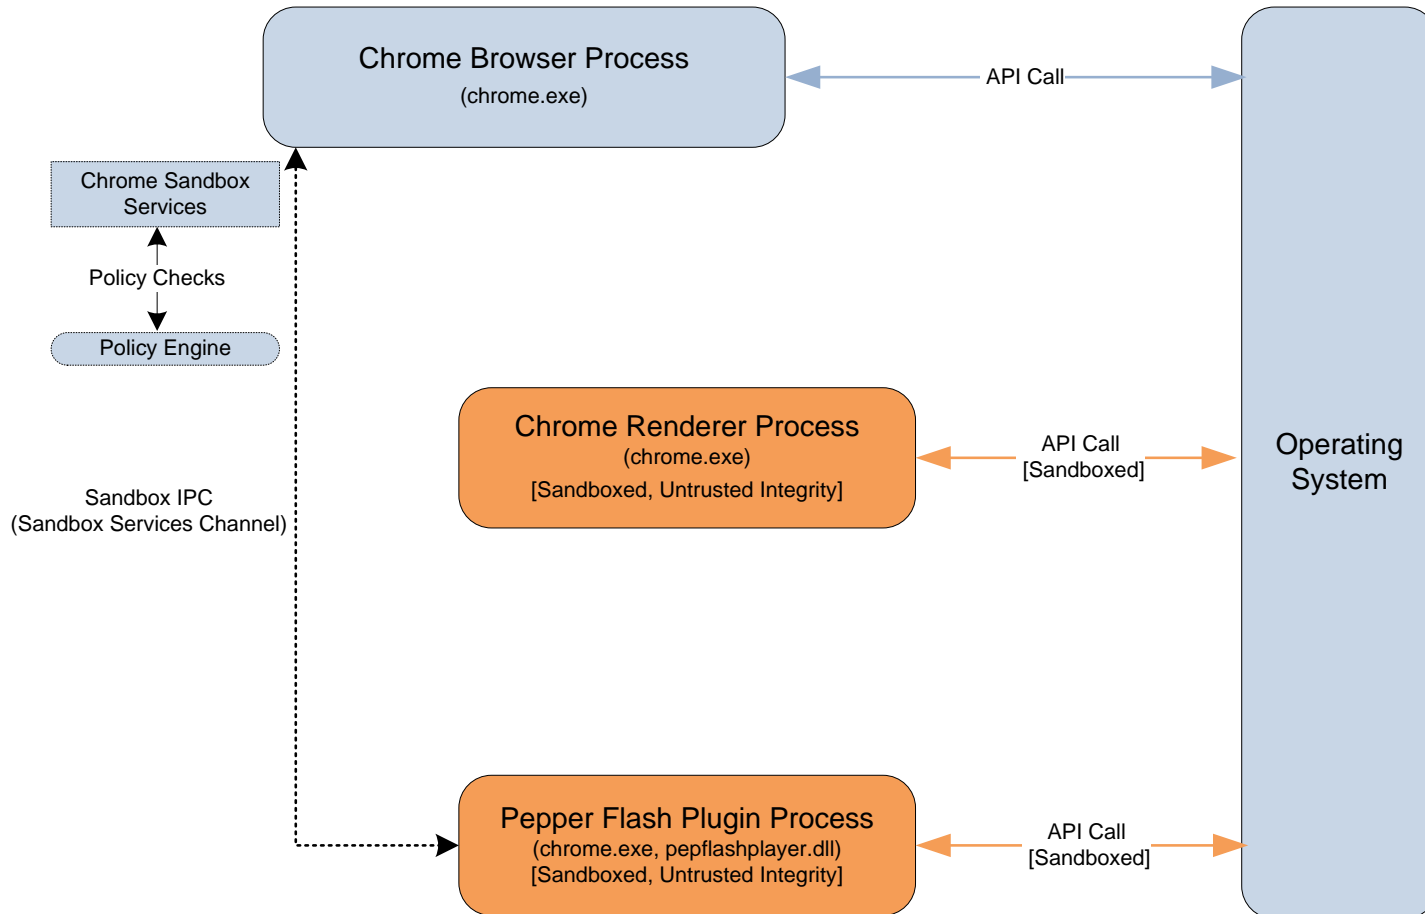 Chrome Browser Process
(chrome.exe)
API Call
Chrome Sandbox
Services
Policy Checks
Policy Engine
Chrome Renderer Process
(chrome.exe)
[Sandboxed, Untrusted Integrity]
API Call
[Sandboxed]
Operating
System
Sandbox IPC
(Sandbox Services Channel)
Pepper Flash Plugin Process
(chrome.exe, pepflashplayer.dll)
[Sandboxed, Untrusted Integrity]
API Call
[Sandboxed]